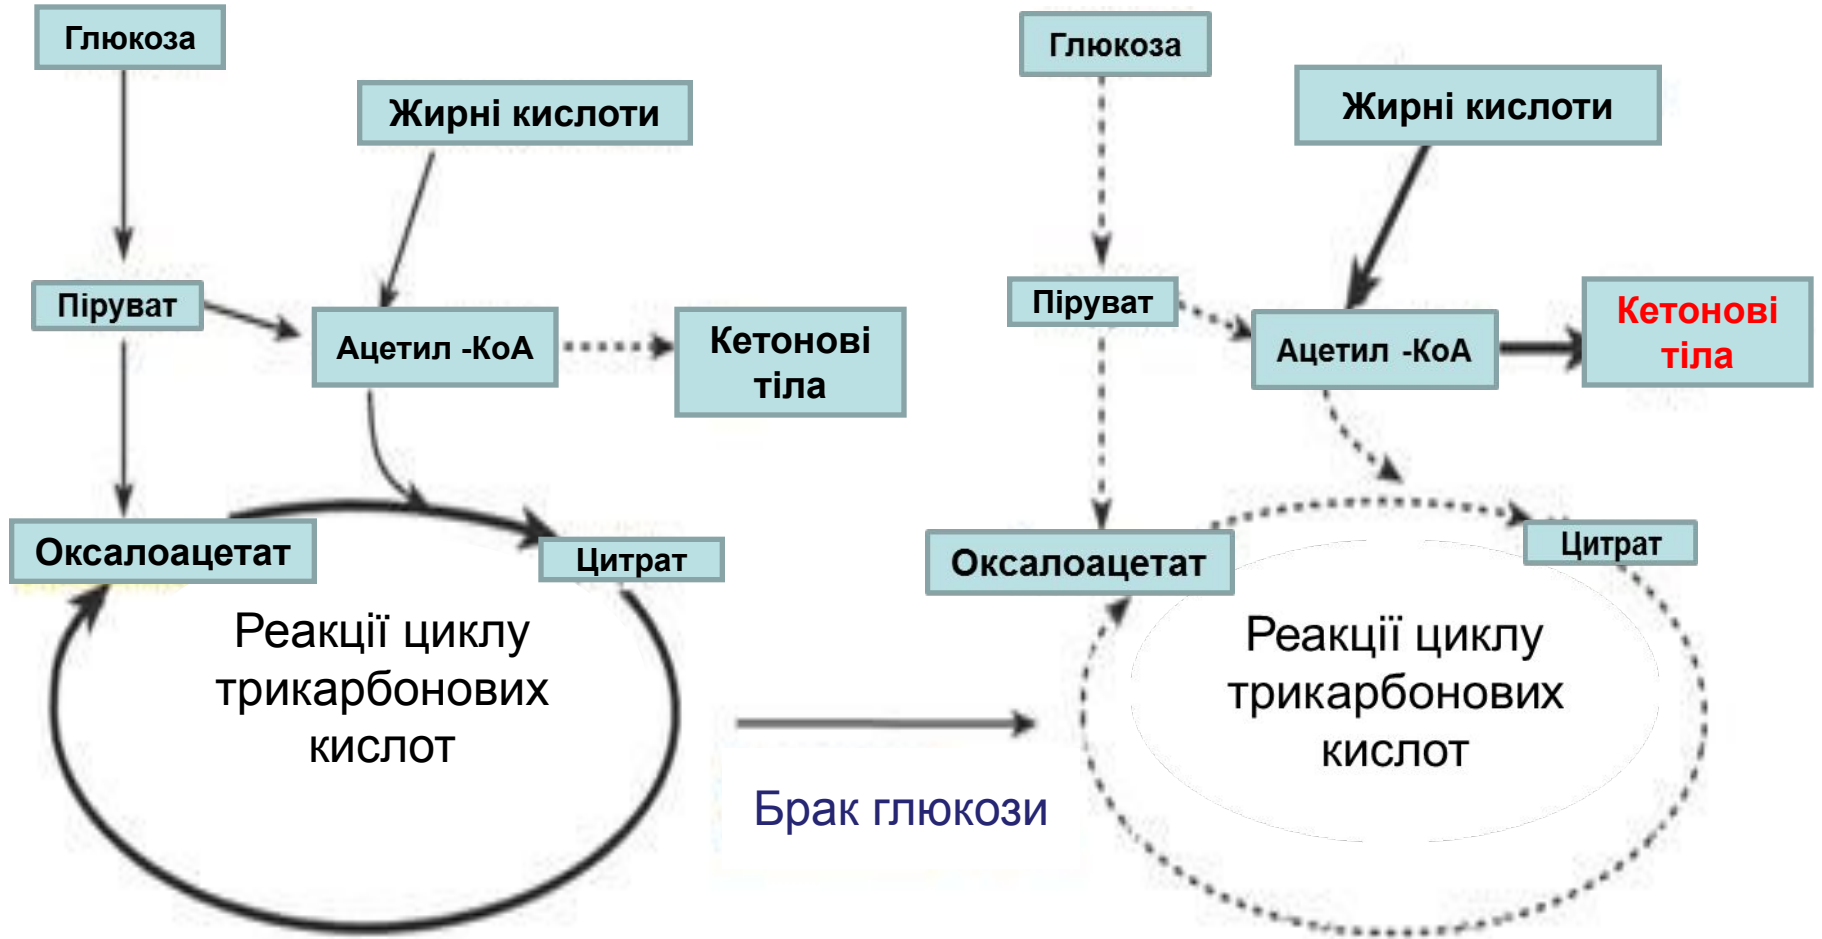 Глюкоза
Жирні кислоти
Піруват
Ацетил -КоА
Кетонові
тіла
Оксалоацетат
Цитрат
Реакції циклу
трикарбонових
кислот
Брак глюкози
Глюкоза
Жирні кислоти
Піруват
Ацетил -КоА
Кетонові
тіла
Оксалоацетат
Цитрат
Реакції циклу
трикарбонових
кислот